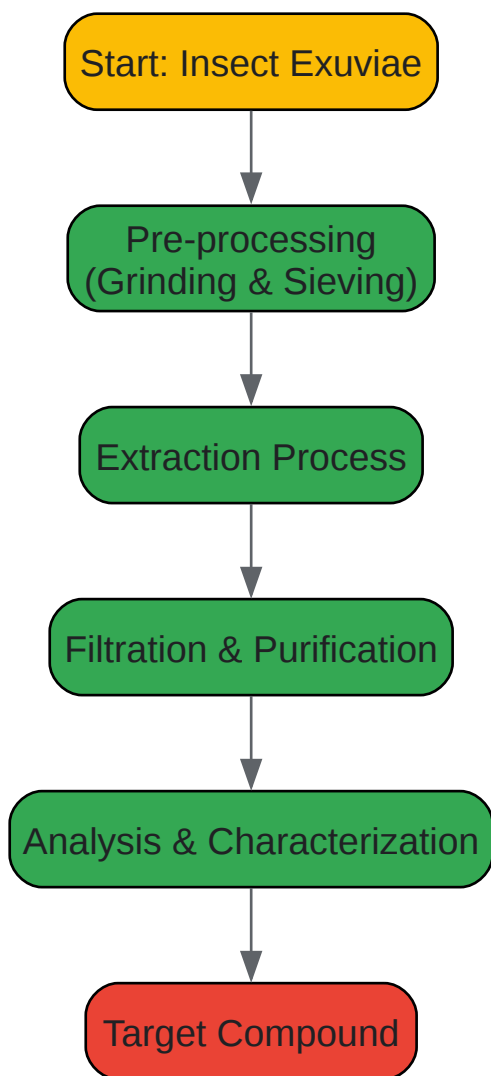 Start: Insect Exuviae
Pre-processing
(Grinding & Sieving)
Extraction Process
Filtration & Purification
Analysis & Characterization
Target Compound